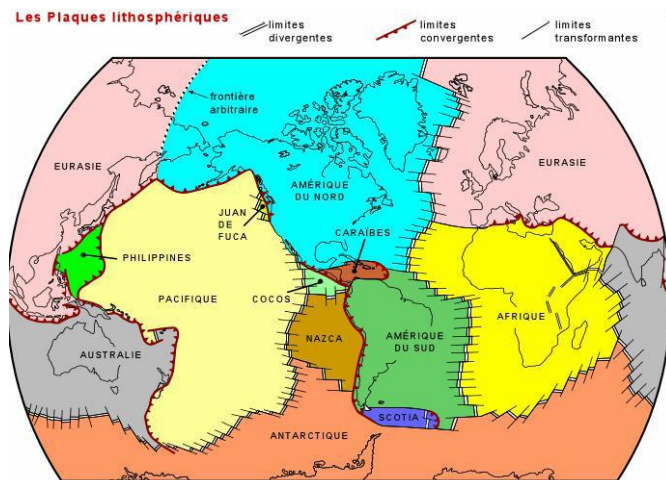 Les Plaques lithosphériques
limites
divergentes
limites
convergentes
limites
transformantes
frontière
arbitraire
EURASIE
AMÉRIQUE
DU NORD
EURASIE
JUAN
DE
FUCA
CARAÏBES
PHILIPPINES
PACIFIQUE
COCOS
AFRIQUE
NAZCA
AMÉRIQUE
DU SUD
AUSTRALIE
SCOTIA
ANTARCTIQUE